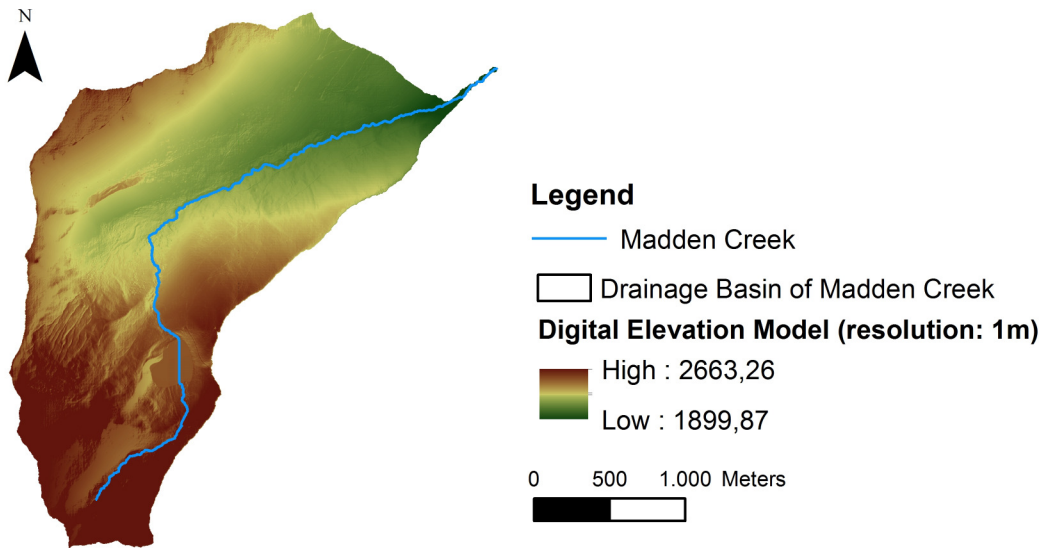 N
Legend
Madden Creek
Drainage Basin of Madden Creek
Digital Elevation Model (resolution: 1m)
High : 2663,26
Low : 1899,87
0 500 1.000 Meters